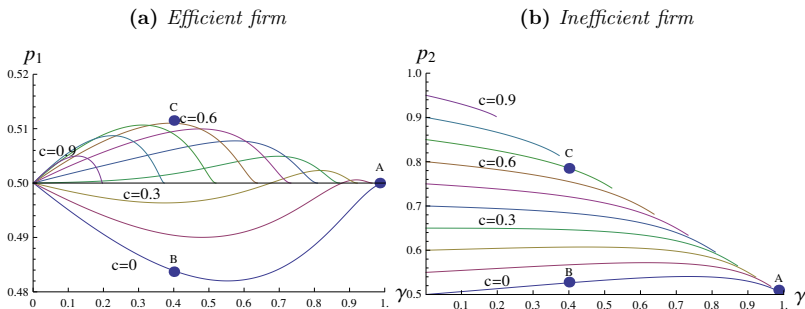 (a) Efficient firm
(b) Inefficient firm
p1
0.52
0.51
0.50
0.49
0.48
0
0.1
0.2
0.3
0.4
0.5
0.6
0.7
0.8
0.9
1.
γ
c=0.9
C
c=0.6
A
c=0.3
B
c=0
p2
1.0
0.9
0.8
0.7
0.6
0.5
0.1
0.2
0.3
0.4
0.5
0.6
0.7
0.8
0.9
1.
γ
c=0.9
C
c=0.6
c=0.3
B
c=0
A